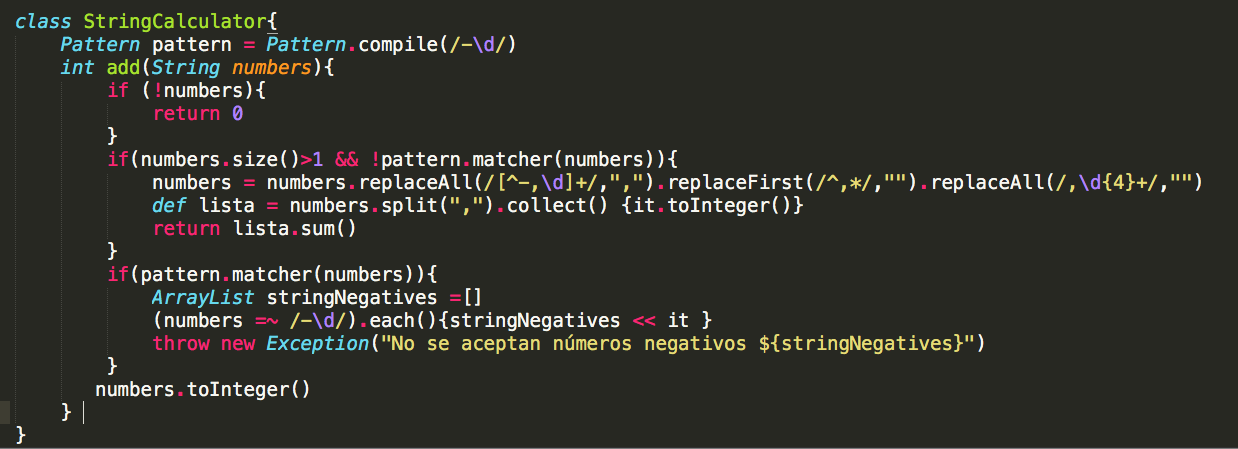 class StringCalculator{
    Pattern pattern = Pattern.compile(/-\d/)
    int add(String numbers){
        if (!numbers){
            return 0
        }
        if(numbers.size()>1 && !pattern.matcher(numbers)){
            numbers = numbers.replaceAll(/[^-,\d]+/,",").replaceFirst(/^,*/,"").replaceAll(/,\d{4}+/,"")
            def lista = numbers.split(",").collect() {it.toInteger()}
            return lista.sum()
        }
        if(pattern.matcher(numbers)){
            ArrayList stringNegatives =[]
            (numbers =~ /-\d/).each(){stringNegatives << it }
            throw new Exception("No se aceptan números negativos ${stringNegatives}")
        }
       numbers.toInteger()
    }
}